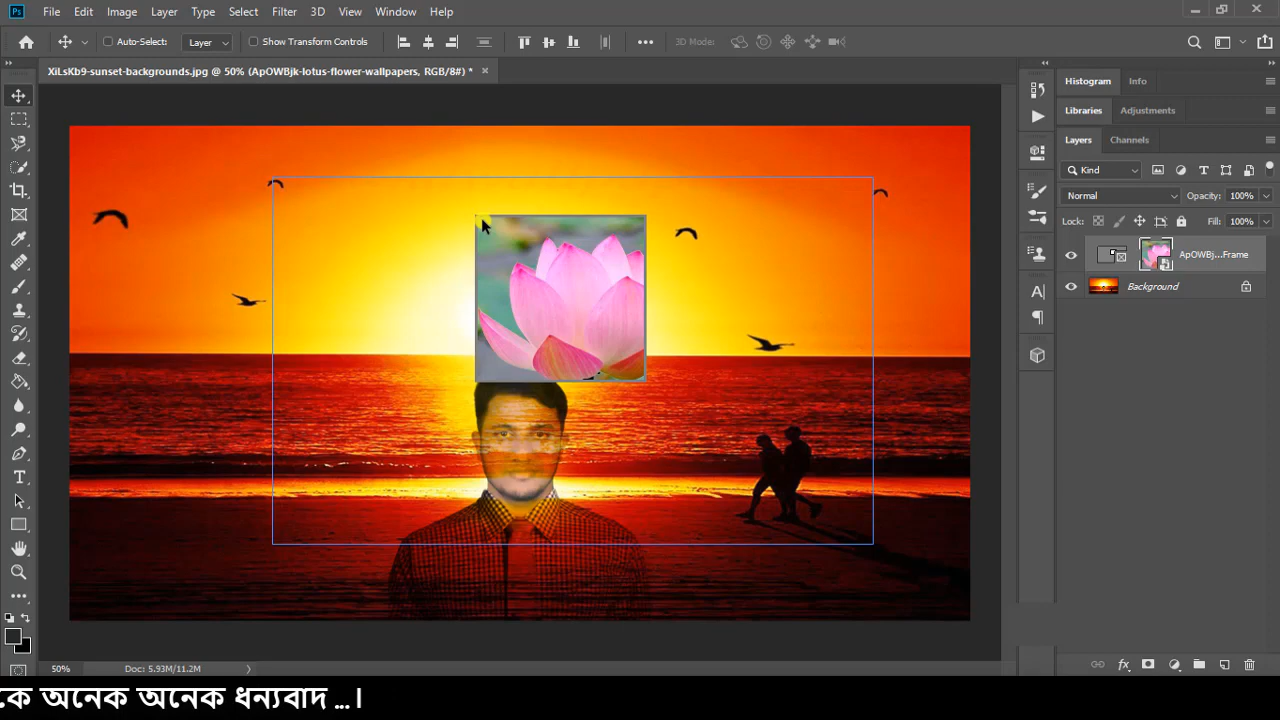 Ps File Edit Image Layer Type Select Filter 3D View Window Help
Auto-Select: Layer Show Transform Controls 3D Mode:
XiLsKb9-sunset-backgrounds.jpg @ 50% (ApOWBjk-lotus-flower-wallpapers, RGB/8#) *
Histogram Info
Libraries Adjustments
Layers Channels
Kind
Normal Opacity: 100%
Lock: Fill: 100%
ApOWBj...Frame
Background
50% Doc: 5.93M/11.2M
কে অনেক অনেক ধন্যবাদ ...।